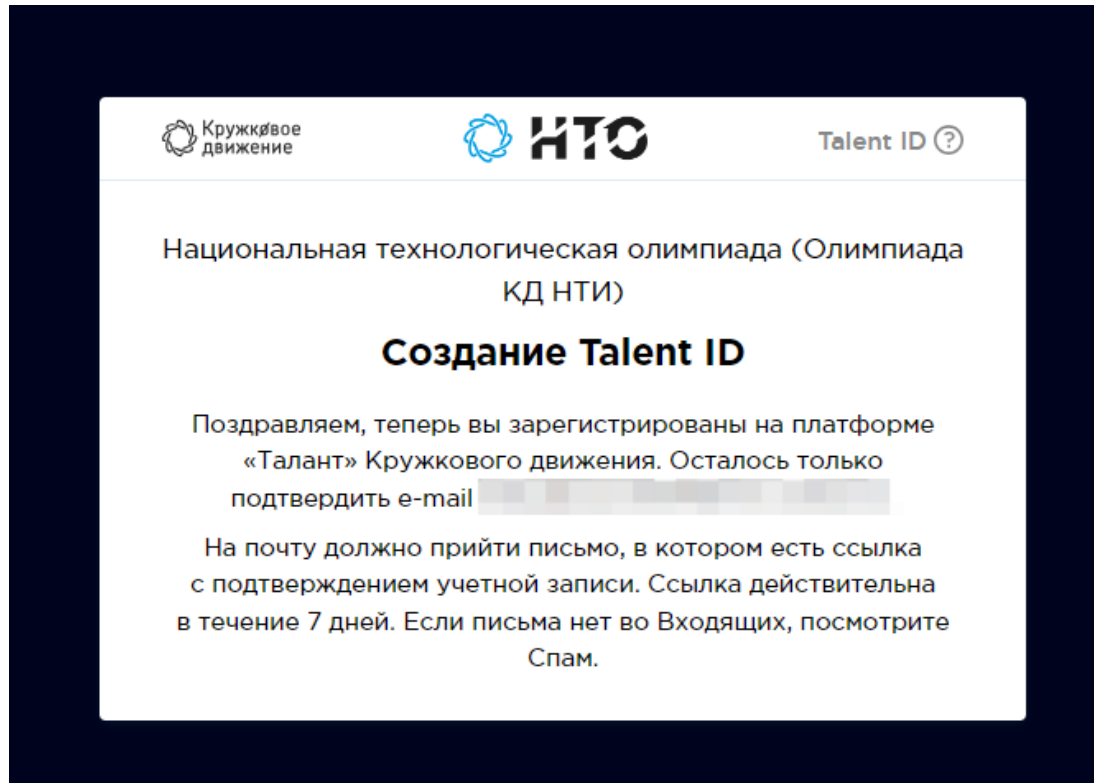 Кружковое
движение
НТО
Talent ID ?
Национальная технологическая олимпиада (Олимпиада
КД НТИ)
Создание Talent ID
Поздравляем, теперь вы зарегистрированы на платформе
«Талант» Кружкового движения. Осталось только
подтвердить e-mail
На почту должно прийти письмо, в котором есть ссылка
с подтверждением учетной записи. Ссылка действительна
в течение 7 дней. Если письма нет во Входящих, посмотрите
Спам.